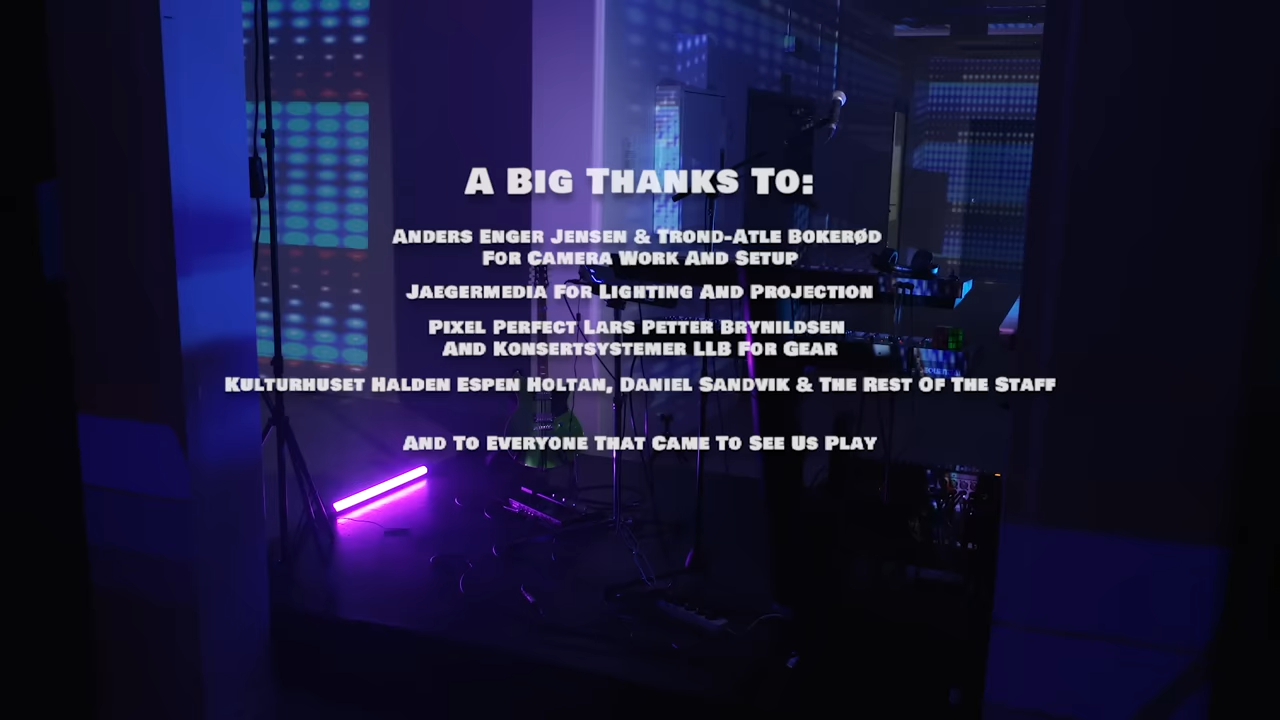 A Big Thanks To:
Anders Enger Jensen & Trond-Atle Bokerød
For Camera Work And Setup
Jaegermedia For Lighting And Projection
Pixel Perfect Lars Petter Brynildsen
And Konsertsystemer LLB For Gear
Kulturhuset Halden Espen Holtan, Daniel Sandvik & The Rest Of The Staff
And To Everyone That Came To See Us Play